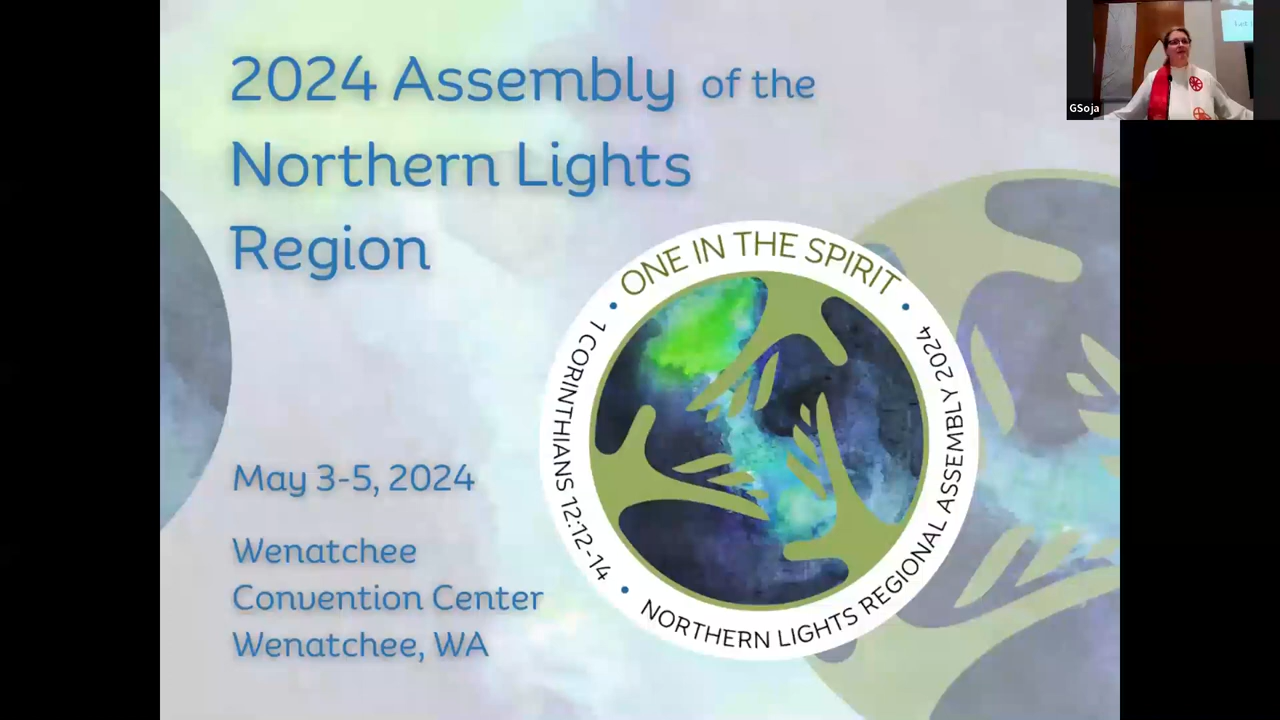 2024 Assembly of the
Northern Lights
Region
GSoja
ONE IN THE SPIRIT
1 CORINTHIANS 12:12-14
NORTHERN LIGHTS REGIONAL ASSEMBLY 2024
May 3-5, 2024
Wenatchee
Convention Center
Wenatchee, WA